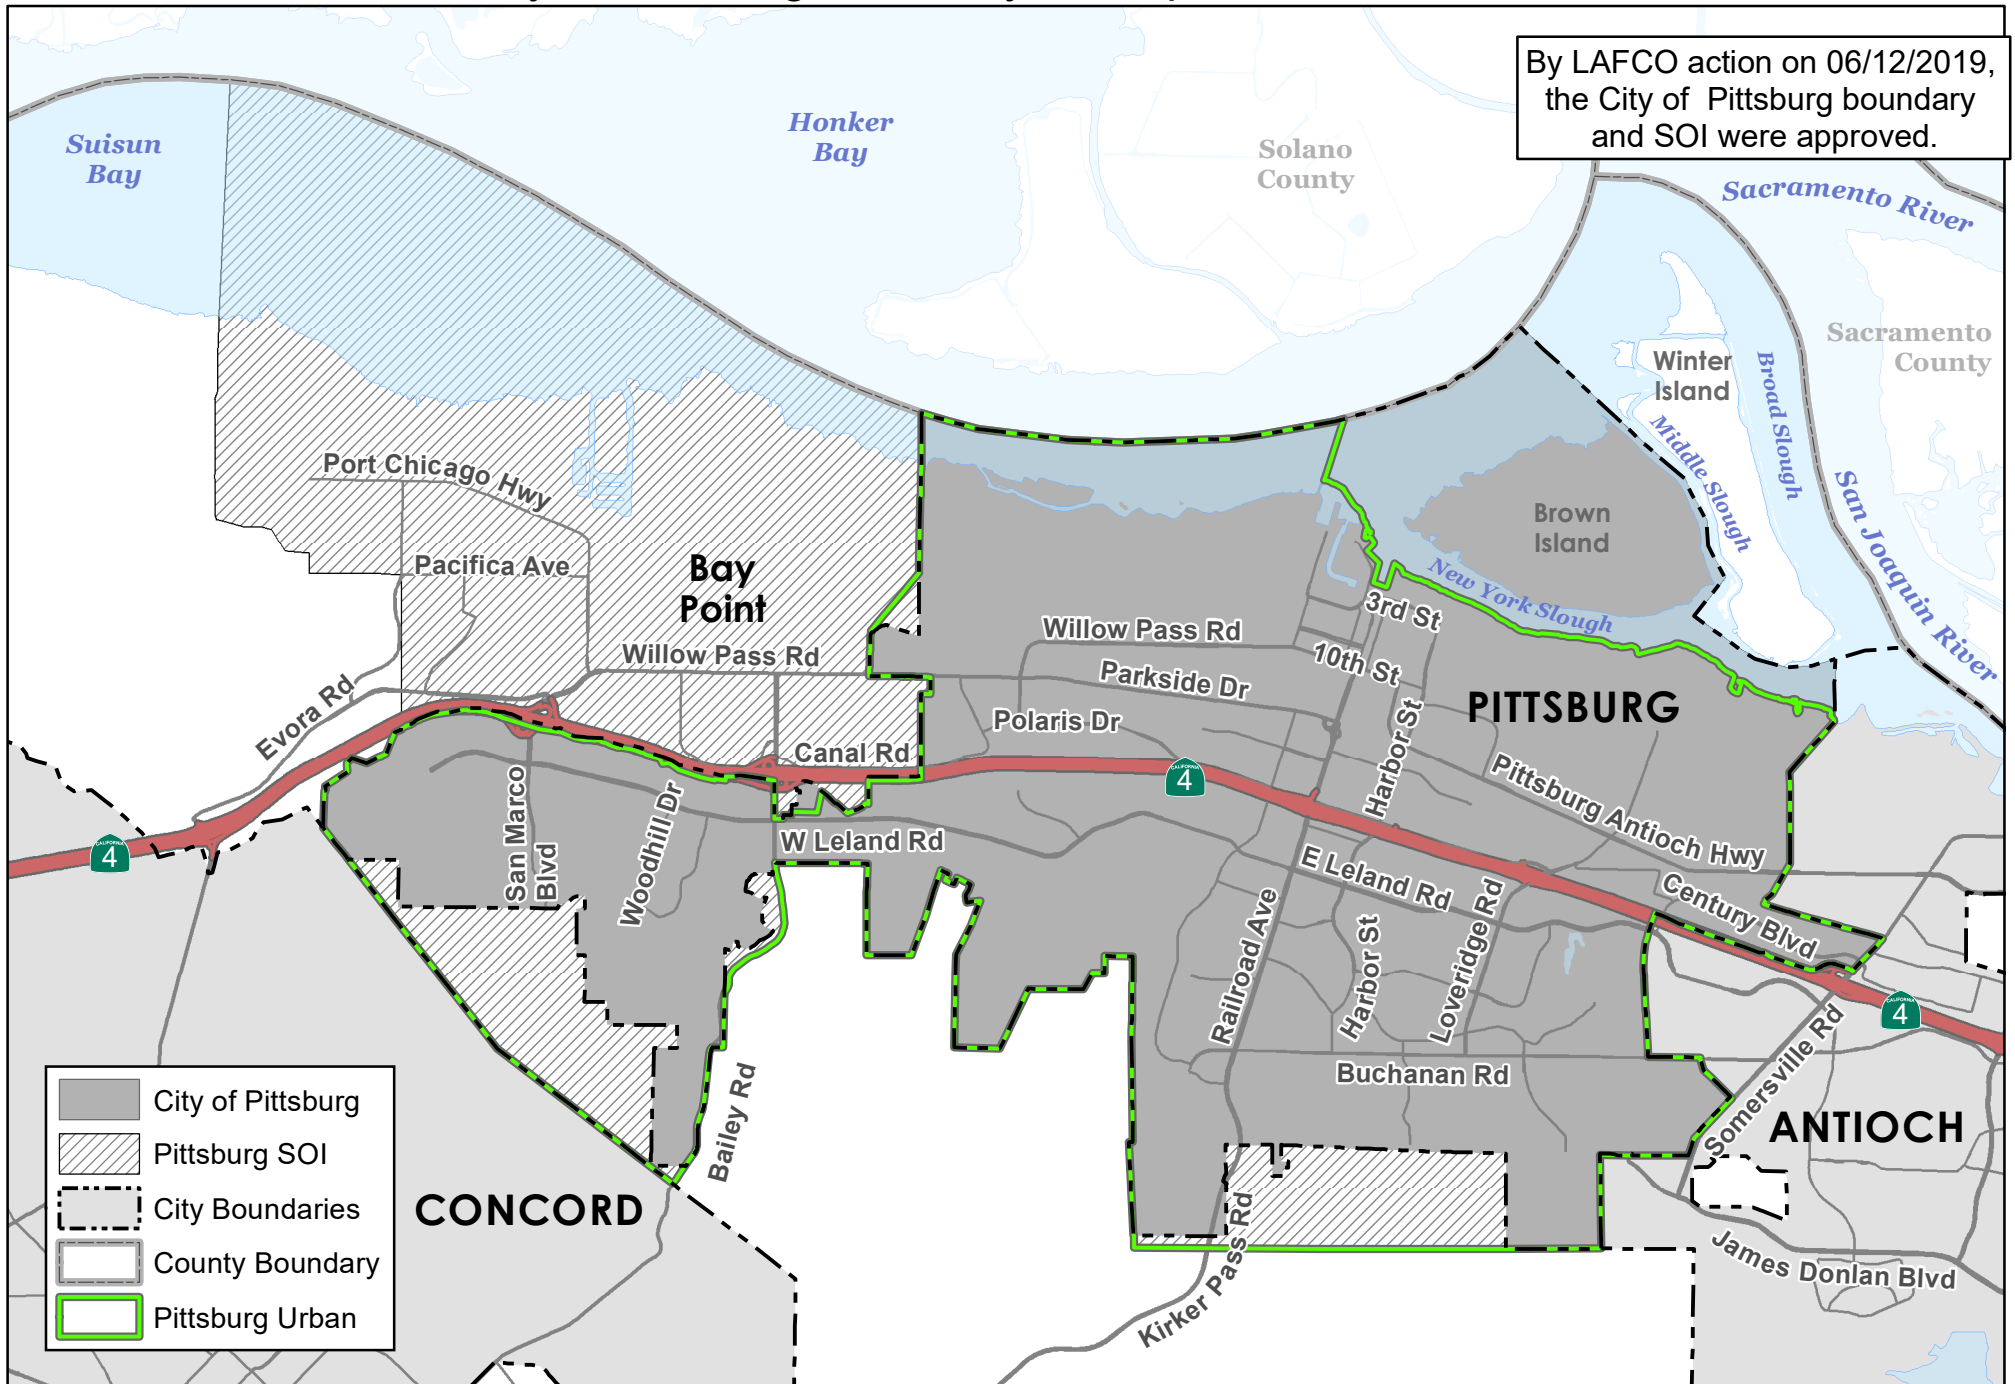 By LAFCO action on 06/12/2019,
the City of Pittsburg boundary
and SOI were approved.
Suisun
Bay
Honker
Bay
Solano
County
Sacramento River
Sacramento
County
Winter
Island
Broad Slough
Middle Slough
San Joaquin River
Brown
Island
New York Slough
Port Chicago Hwy
Pacifica Ave
Bay
Point
Willow Pass Rd
Willow Pass Rd
3rd St
10th St
Parkside Dr
Polaris Dr
PITTSBURG
Harbor St
Evora Rd
Canal Rd
CALIFORNIA
4
Pittsburg Antioch Hwy
CALIFORNIA
4
San Marco
Blvd
Woodhill Dr
W Leland Rd
E Leland Rd
Century Blvd
Railroad Ave
Harbor St
Loveridge Rd
CALIFORNIA
4
Somersville Rd
Buchanan Rd
Bailey Rd
ANTIOCH
CONCORD
Kirker Pass Rd
James Donlan Blvd
City of Pittsburg
Pittsburg SOI
City Boundaries
County Boundary
Pittsburg Urban